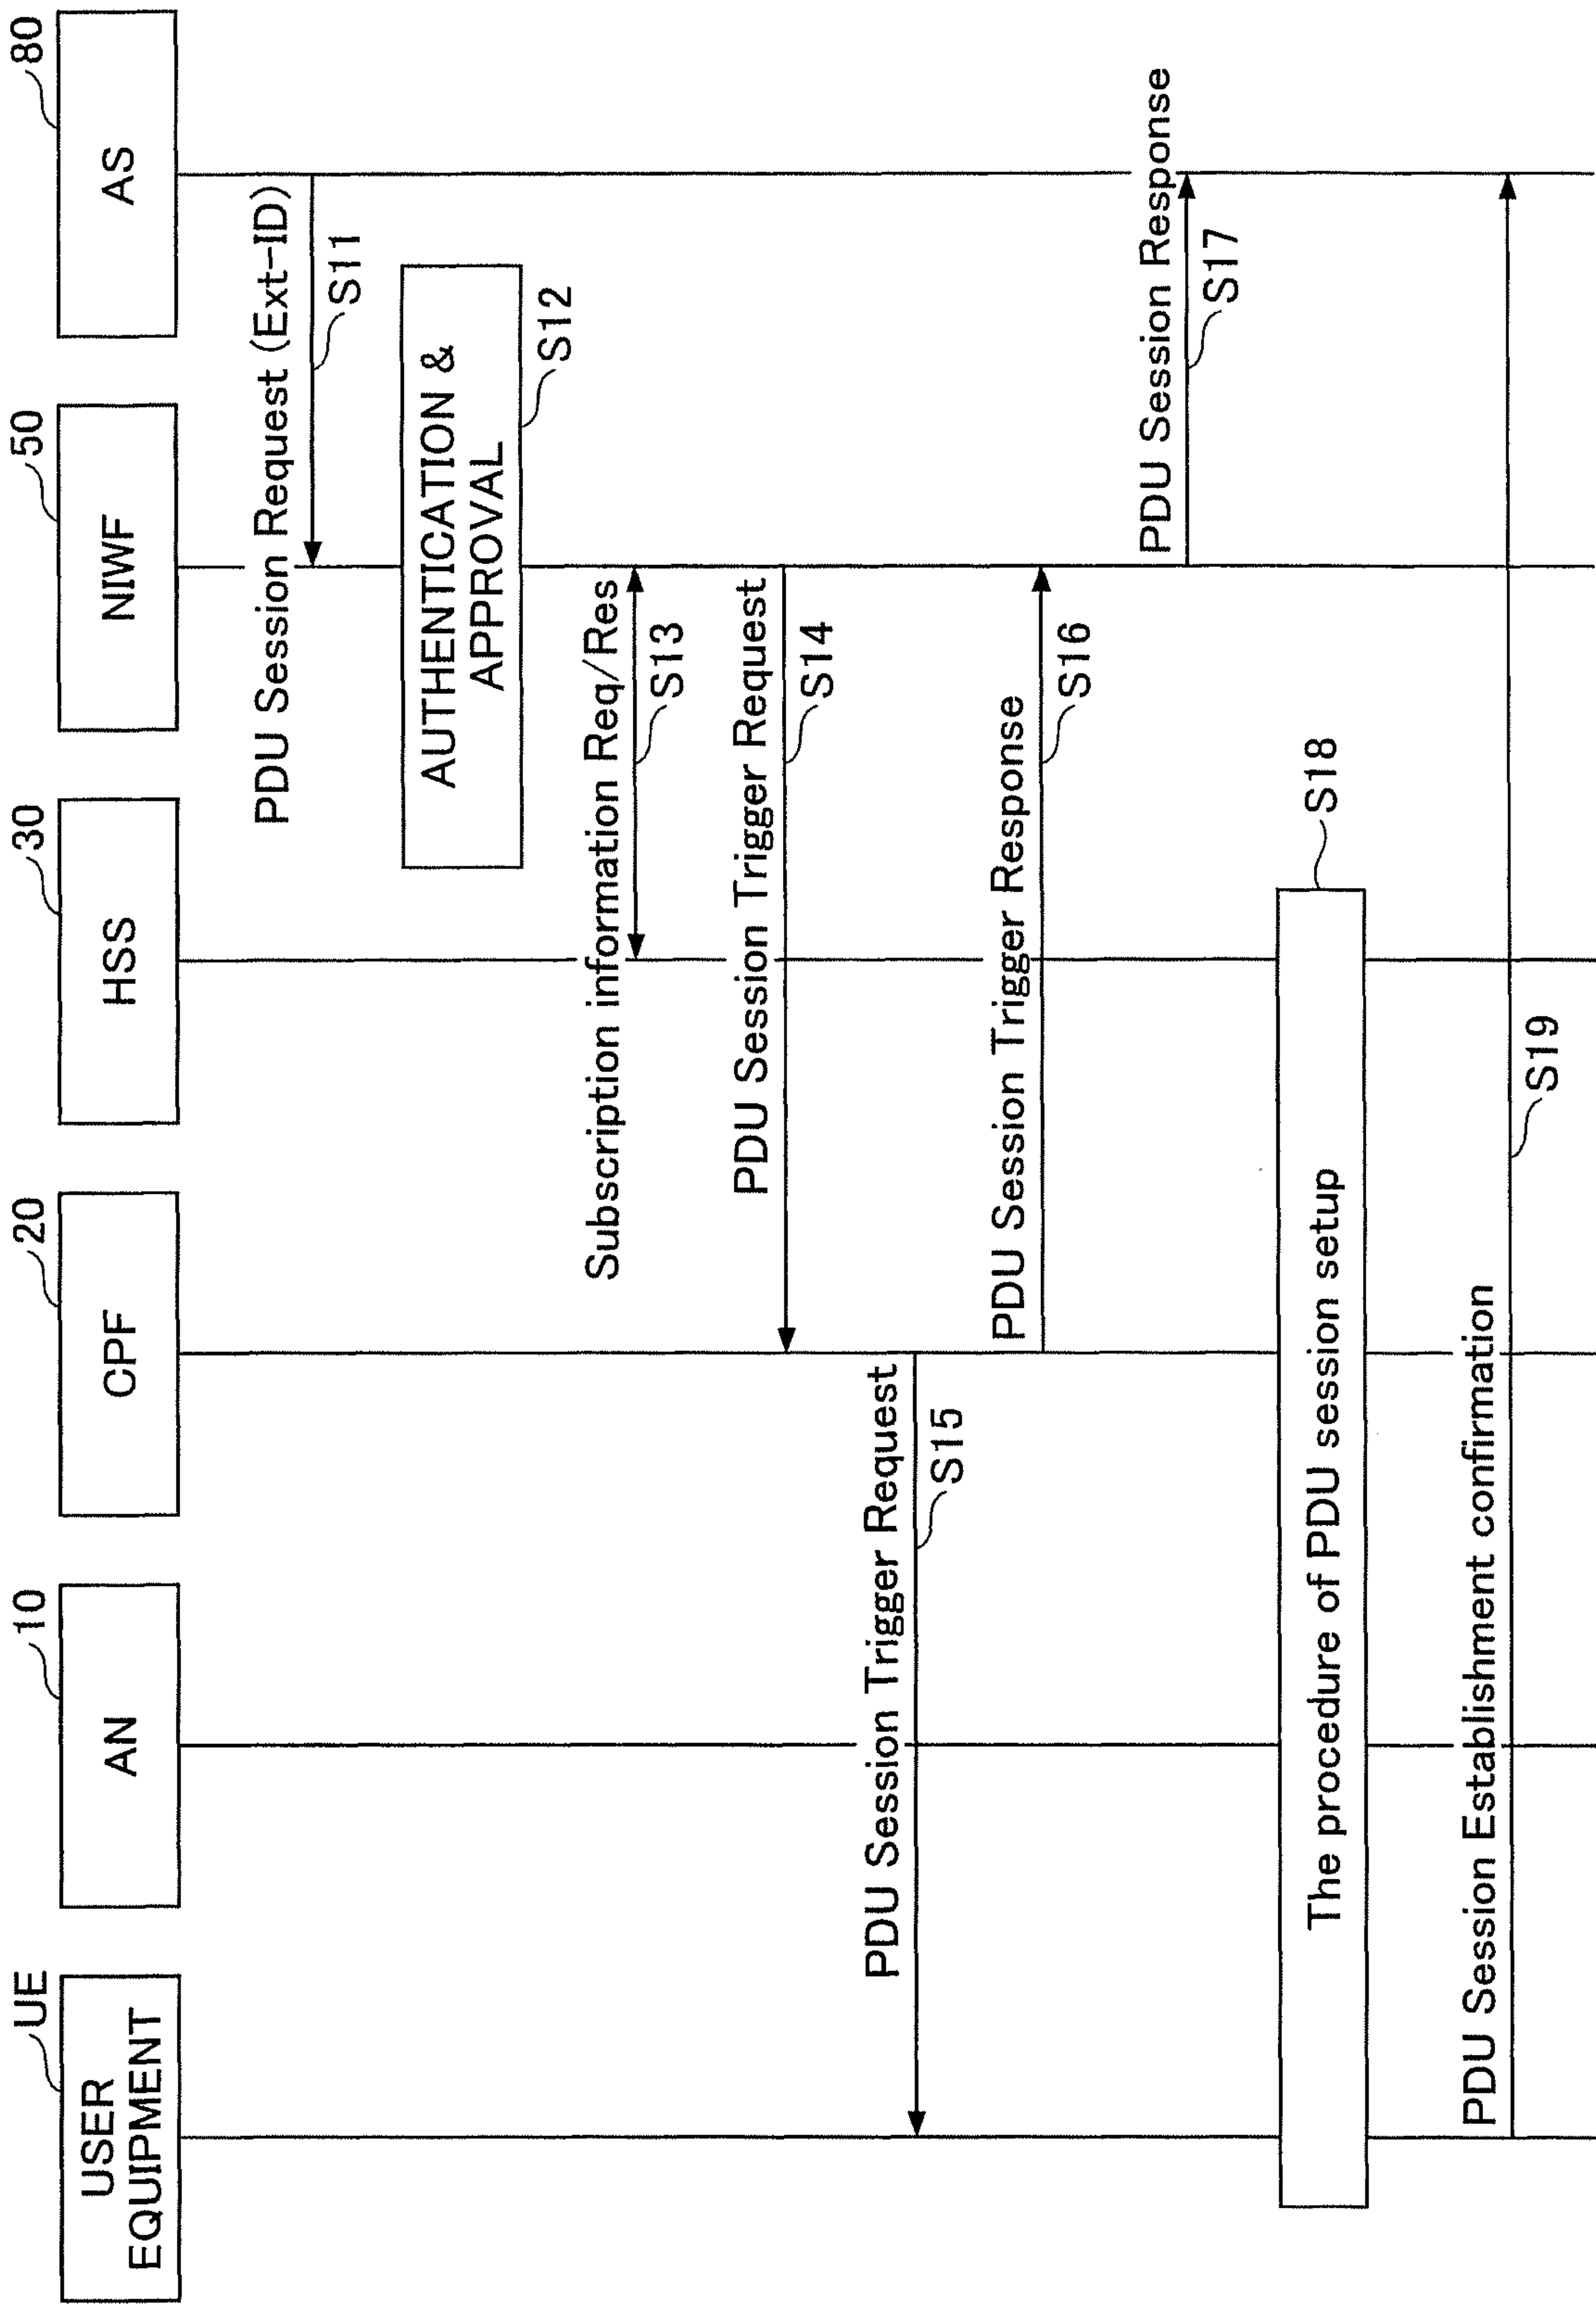 UE
10
20
30
50
80
USER
EQUIPMENT
AN
CPF
HSS
NIWF
AS
PDU Session Request (Ext-ID)
S11
AUTHENTICATION &
APPROVAL
S12
Subscription information Req/Res
S13
PDU Session Trigger Request
S14
PDU Session Trigger Request
S15
PDU Session Trigger Response
S16
PDU Session Response
S17
The procedure of PDU session setup
S18
PDU Session Establishment confirmation
S19